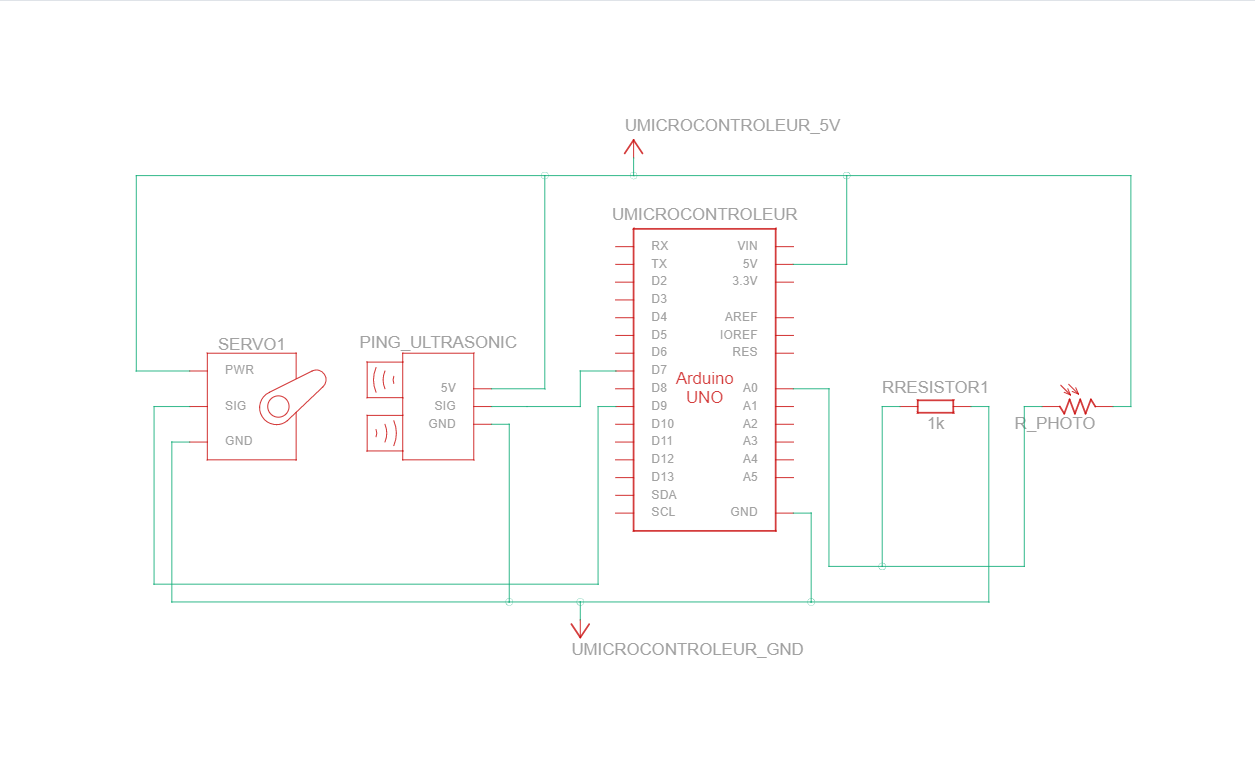 UMICROCONTROLEUR_5V
UMICROCONTROLEUR
RX VIN
TX 5V
D2 3.3V
D3
D4 AREF
D5 IOREF
D6 RES
D7
D8 A0
D9 A1
D10 A2
D11 A3
D12 A4
D13 A5
SDA
SCL GND
Arduino
UNO
SERVO1
PWR
SIG
GND
PING_ULTRASONIC
5V
SIG
GND
RRESISTOR1
1k
R_PHOTO
UMICROCONTROLEUR_GND